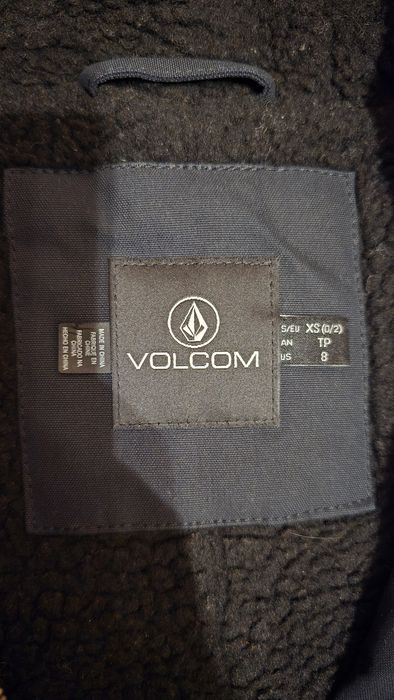 VOLCOM
S/EU XS(0/2)
AN TP
US 8
MADE IN CHINA
FABRIQUE EN
CHINE
FABRICADO NA
CHINA
HECHO EN CHINA